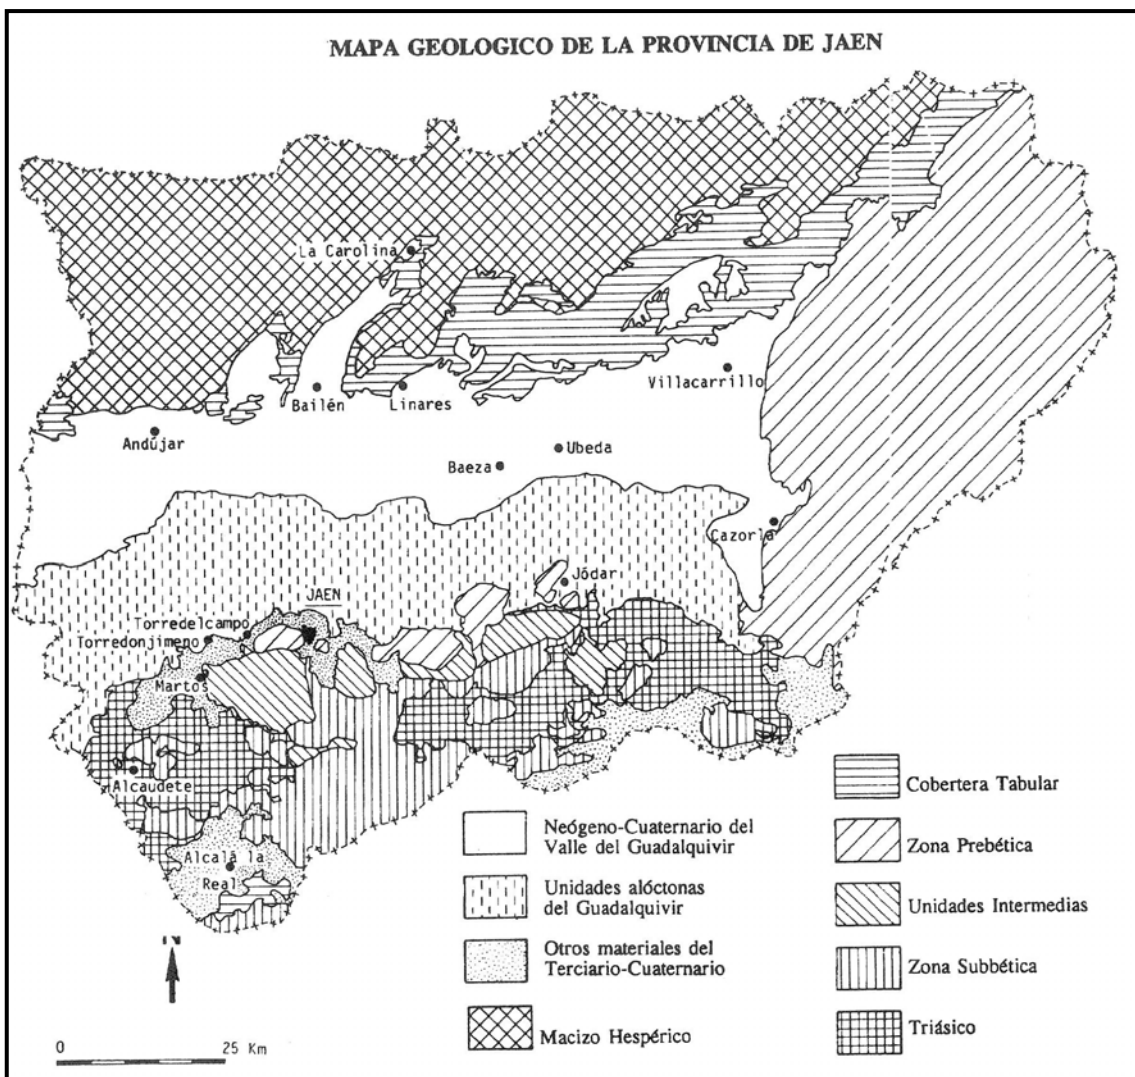 MAPA GEOLOGICO DE LA PROVINCIA DE JAEN
La Carolina
Bailén
Linares
Villacarrillo
Andújar
Ubeda
Baeza
Cazorla
Jódar
JAEN
Torredelcampo
Torredonjimeno
Martos
Alcaudete
Alcalá la
Real
N
0 25 Km
Neógeno-Cuaternario del
Valle del Guadalquivir
Unidades alóctonas
del Guadalquivir
Otros materiales del
Terciario-Cuaternario
Macizo Hespérico
Cobertera Tabular
Zona Prebética
Unidades Intermedias
Zona Subbética
Triásico